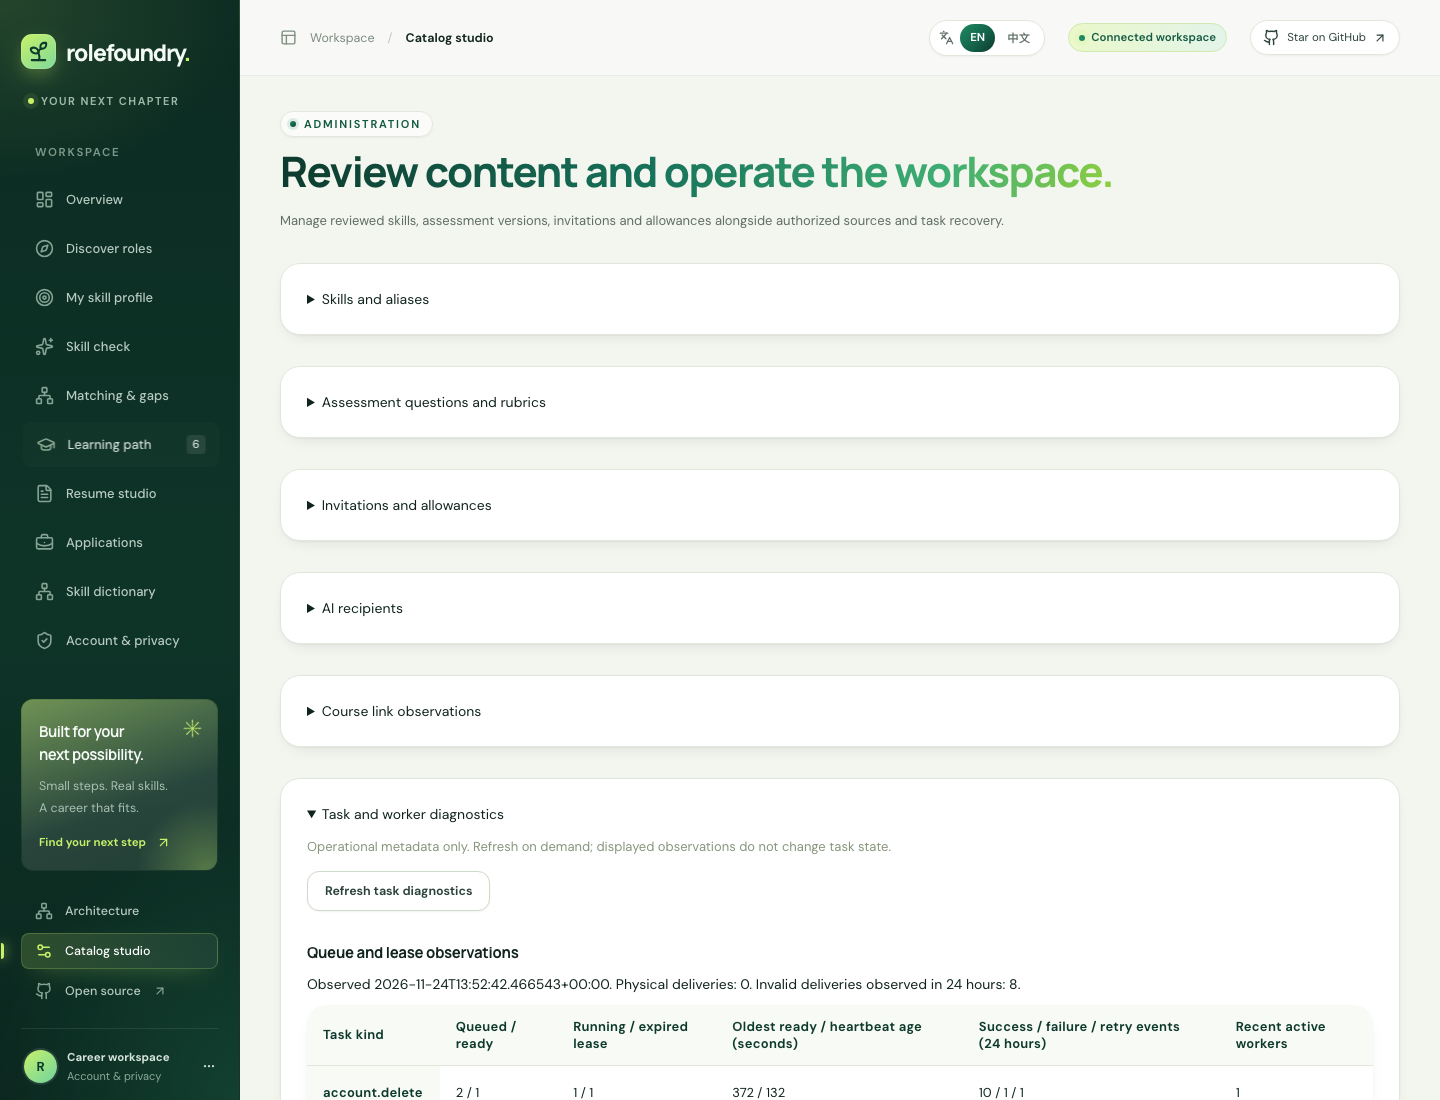 rolefoundry.
YOUR NEXT CHAPTER
WORKSPACE
Overview
Discover roles
My skill profile
Skill check
Matching & gaps
Learning path 6
Resume studio
Applications
Skill dictionary
Account & privacy
Built for your
next possibility.
Small steps. Real skills.
A career that fits.
Find your next step
Architecture
Catalog studio
Open source
R
Career workspace
Account & privacy
Workspace / Catalog studio
EN 中文
Connected workspace
Star on GitHub
ADMINISTRATION
Review content and operate the workspace.
Manage reviewed skills, assessment versions, invitations and allowances alongside authorized sources and task recovery.
Skills and aliases
Assessment questions and rubrics
Invitations and allowances
AI recipients
Course link observations
Task and worker diagnostics
Operational metadata only. Refresh on demand; displayed observations do not change task state.
Refresh task diagnostics
Queue and lease observations
Observed 2026-11-24T13:52:42.466543+00:00. Physical deliveries: 0. Invalid deliveries observed in 24 hours: 8.
Task kind
Queued /
ready
Running / expired
lease
Oldest ready / heartbeat age
(seconds)
Success / failure / retry events
(24 hours)
Recent active
workers
account.delete 2 / 1 1 / 1 372 / 132 10 / 1 / 1 1